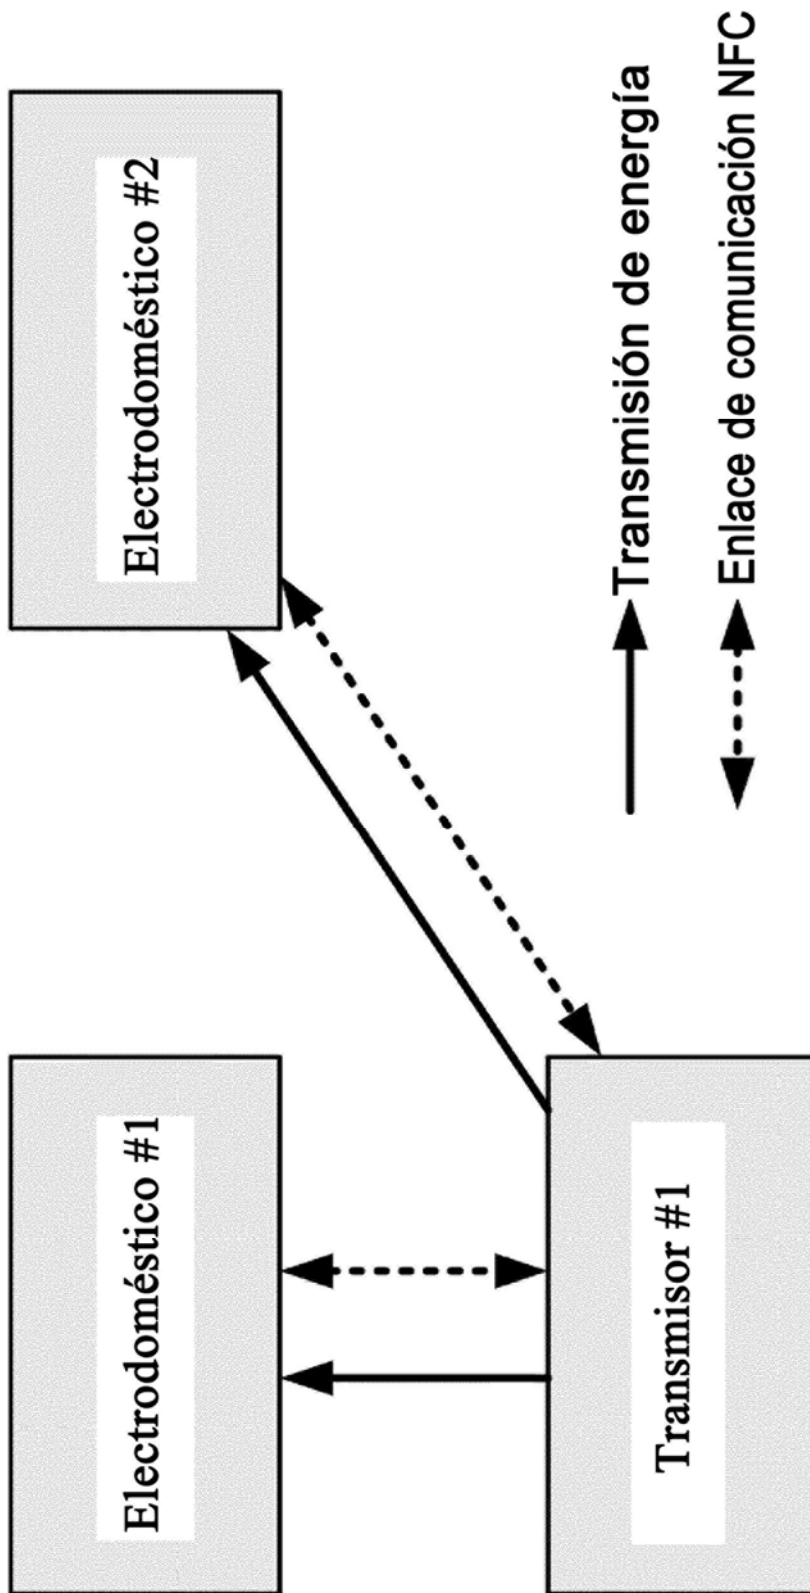 Electrodoméstico #1
Electrodoméstico #2
Transmisor #1
Transmisión de energía
Enlace de comunicación NFC